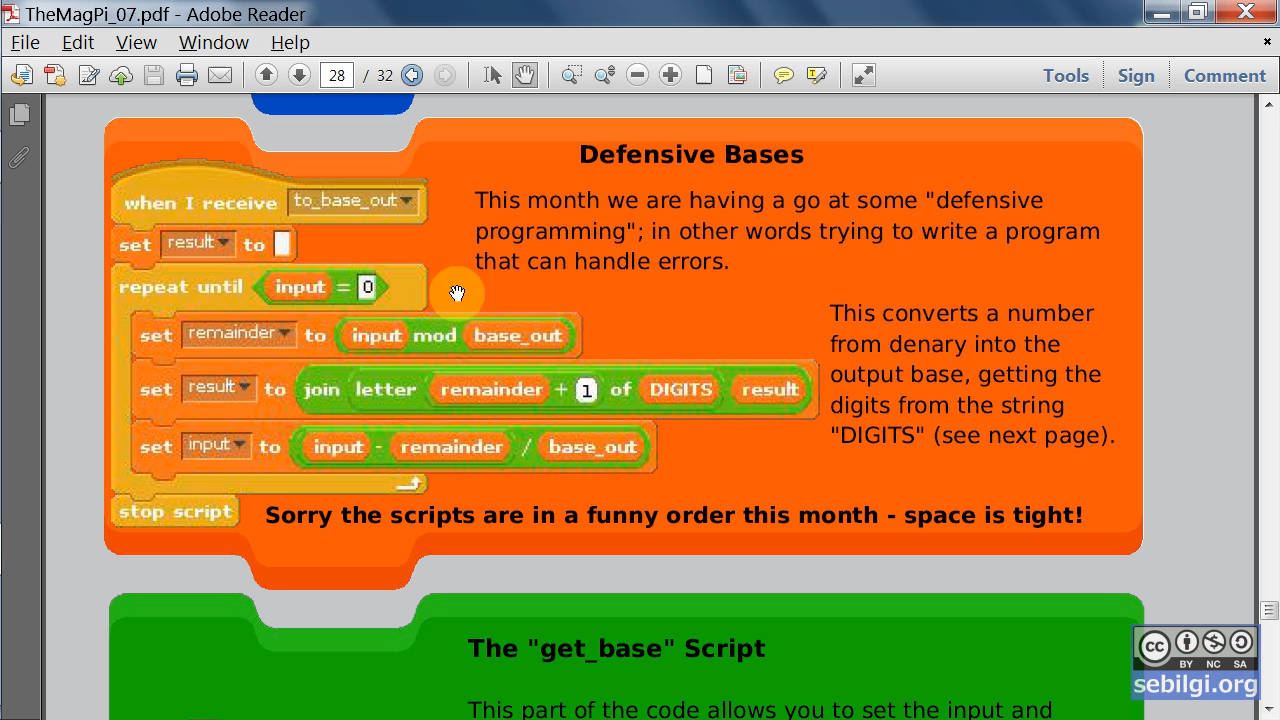 TheMagPi_07.pdf - Adobe Reader
File Edit View Window Help
28 / 32 Tools Sign Comment
Defensive Bases
when I receive to_base_out
set result to
repeat until input = 0
set remainder to input mod base_out
set result to join letter remainder + 1 of DIGITS result
set input to input - remainder / base_out
stop script
This month we are having a go at some "defensive
programming"; in other words trying to write a program
that can handle errors.
This converts a number
from denary into the
output base, getting the
digits from the string
"DIGITS" (see next page).
Sorry the scripts are in a funny order this month - space is tight!
The "get_base" Script
This part of the code allows you to set the input and
cc BY NC SA
sebilgi.org